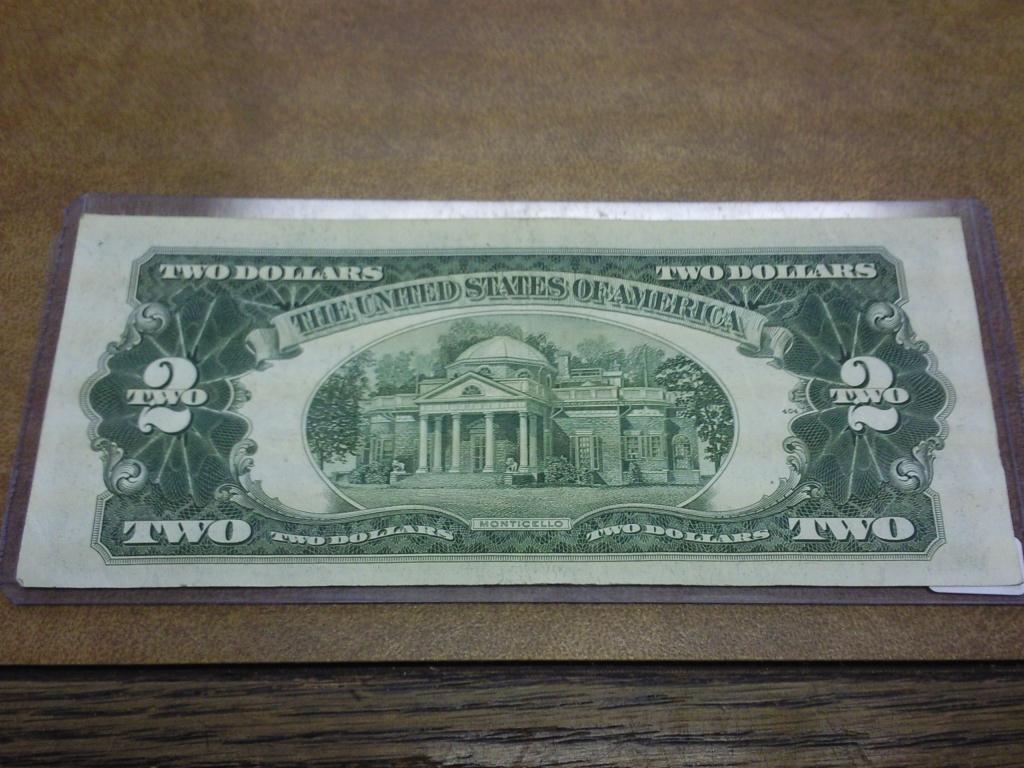 TWO DOLLARS TWO DOLLARS
THE UNITED STATES OF AMERICA
2 2
TWO TWO
MONTICELLO
TWO TWO DOLLARS TWO DOLLARS TWO